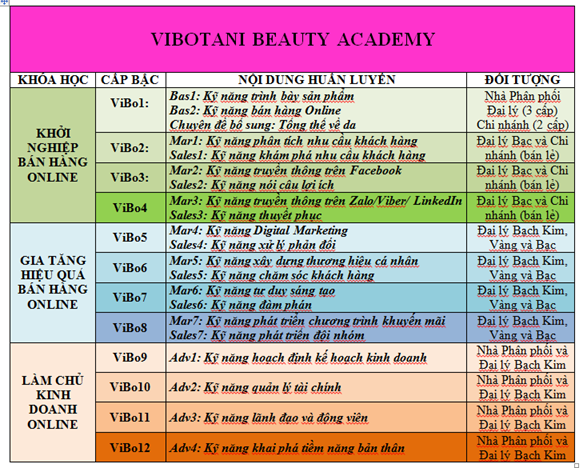 VIBOTANI BEAUTY ACADEMY
KHÓA HỌC CẤP BẬC NỘI DUNG HUẤN LUYỆN ĐỐI TƯỢNG
KHỞI
NGHIỆP
BÁN HÀNG
ONLINE
ViBo1:
Bas1: Kỹ năng trình bày sản phẩm
Bas2: Kỹ năng bán hàng Online
Chuyên đề bổ sung: Tổng thể về da
Nhà Phân phối
Đại lý (3 cấp)
Chi nhánh (2 cấp)
ViBo2:
Mar1: Kỹ năng phân tích nhu cầu khách hàng
Sales1: Kỹ năng khám phá nhu cầu khách hàng
Đại lý Bạc và Chi
nhánh (bán lẻ)
ViBo3:
Mar2: Kỹ năng truyền thông trên Facebook
Sales2: Kỹ năng nói câu lợi ích
Đại lý Bạc và Chi
nhánh (bán lẻ)
ViBo4
Mar3: Kỹ năng truyền thông trên Zalo/Viber/ LinkedIn
Sales3: Kỹ năng thuyết phục
Đại lý Bạc và Chi
nhánh (bán lẻ)
GIA TĂNG
HIỆU QUẢ
BÁN HÀNG
ONLINE
ViBo5
Mar4: Kỹ năng Digital Marketing
Sales4: Kỹ năng xử lý phản đối
Đại lý Bạch Kim,
Vàng và Bạc
ViBo6
Mar5: Kỹ năng xây dựng thương hiệu cá nhân
Sales5: Kỹ năng chăm sóc khách hàng
Đại lý Bạch Kim,
Vàng và Bạc
ViBo7
Mar6: Kỹ năng tư duy sáng tạo
Sales6: Kỹ năng đàm phán
Đại lý Bạch Kim,
Vàng và Bạc
ViBo8
Mar7: Kỹ năng phát triển chương trình khuyến mãi
Sales7: Kỹ năng phát triển đội nhóm
Đại lý Bạch Kim,
Vàng và Bạc
LÀM CHỦ
KINH
DOANH
ONLINE
ViBo9
Adv1: Kỹ năng hoạch định kế hoạch kinh doanh
Nhà Phân phối và
Đại lý Bạch Kim
ViBo10
Adv2: Kỹ năng quản lý tài chính
Nhà Phân phối và
Đại lý Bạch Kim
ViBo11
Adv3: Kỹ năng lãnh đạo và động viên
Nhà Phân phối và
Đại lý Bạch Kim
ViBo12
Adv4: Kỹ năng khai phá tiềm năng bản thân
Nhà Phân phối và
Đại lý Bạch Kim